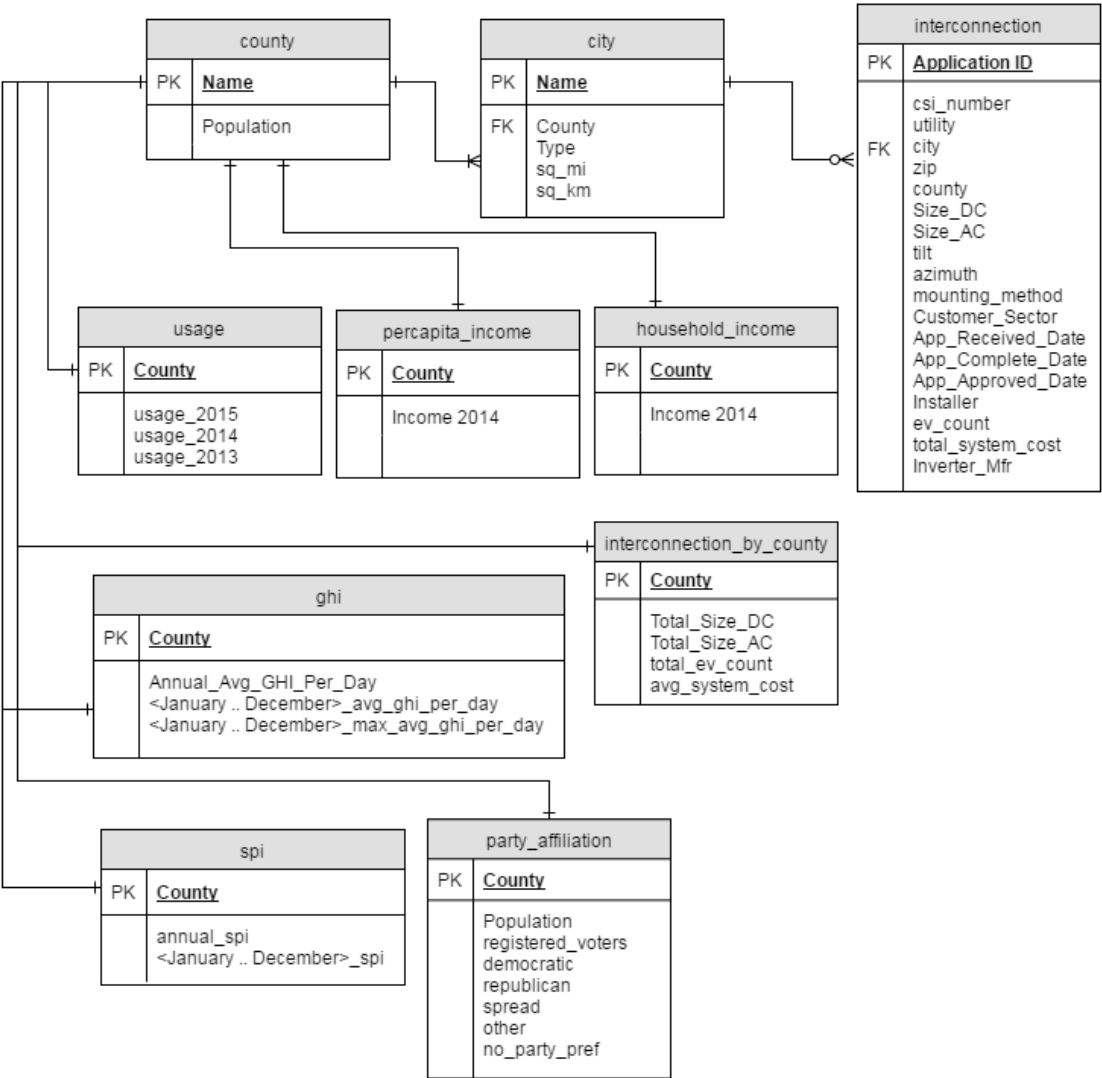 county
PK Name
Population
city
PK Name
FK County
Type
sq_mi
sq_km
interconnection
PK Application ID
csi_number
utility
FK city
zip
county
Size_DC
Size_AC
tilt
azimuth
mounting_method
Customer_Sector
App_Received_Date
App_Complete_Date
App_Approved_Date
Installer
ev_count
total_system_cost
Inverter_Mfr
usage
PK County
usage_2015
usage_2014
usage_2013
percapita_income
PK County
Income 2014
household_income
PK County
Income 2014
interconnection_by_county
PK County
Total_Size_DC
Total_Size_AC
total_ev_count
avg_system_cost
ghi
PK County
Annual_Avg_GHI_Per_Day
<January .. December>_avg_ghi_per_day
<January .. December>_max_avg_ghi_per_day
spi
PK County
annual_spi
<January .. December>_spi
party_affiliation
PK County
Population
registered_voters
democratic
republican
spread
other
no_party_pref